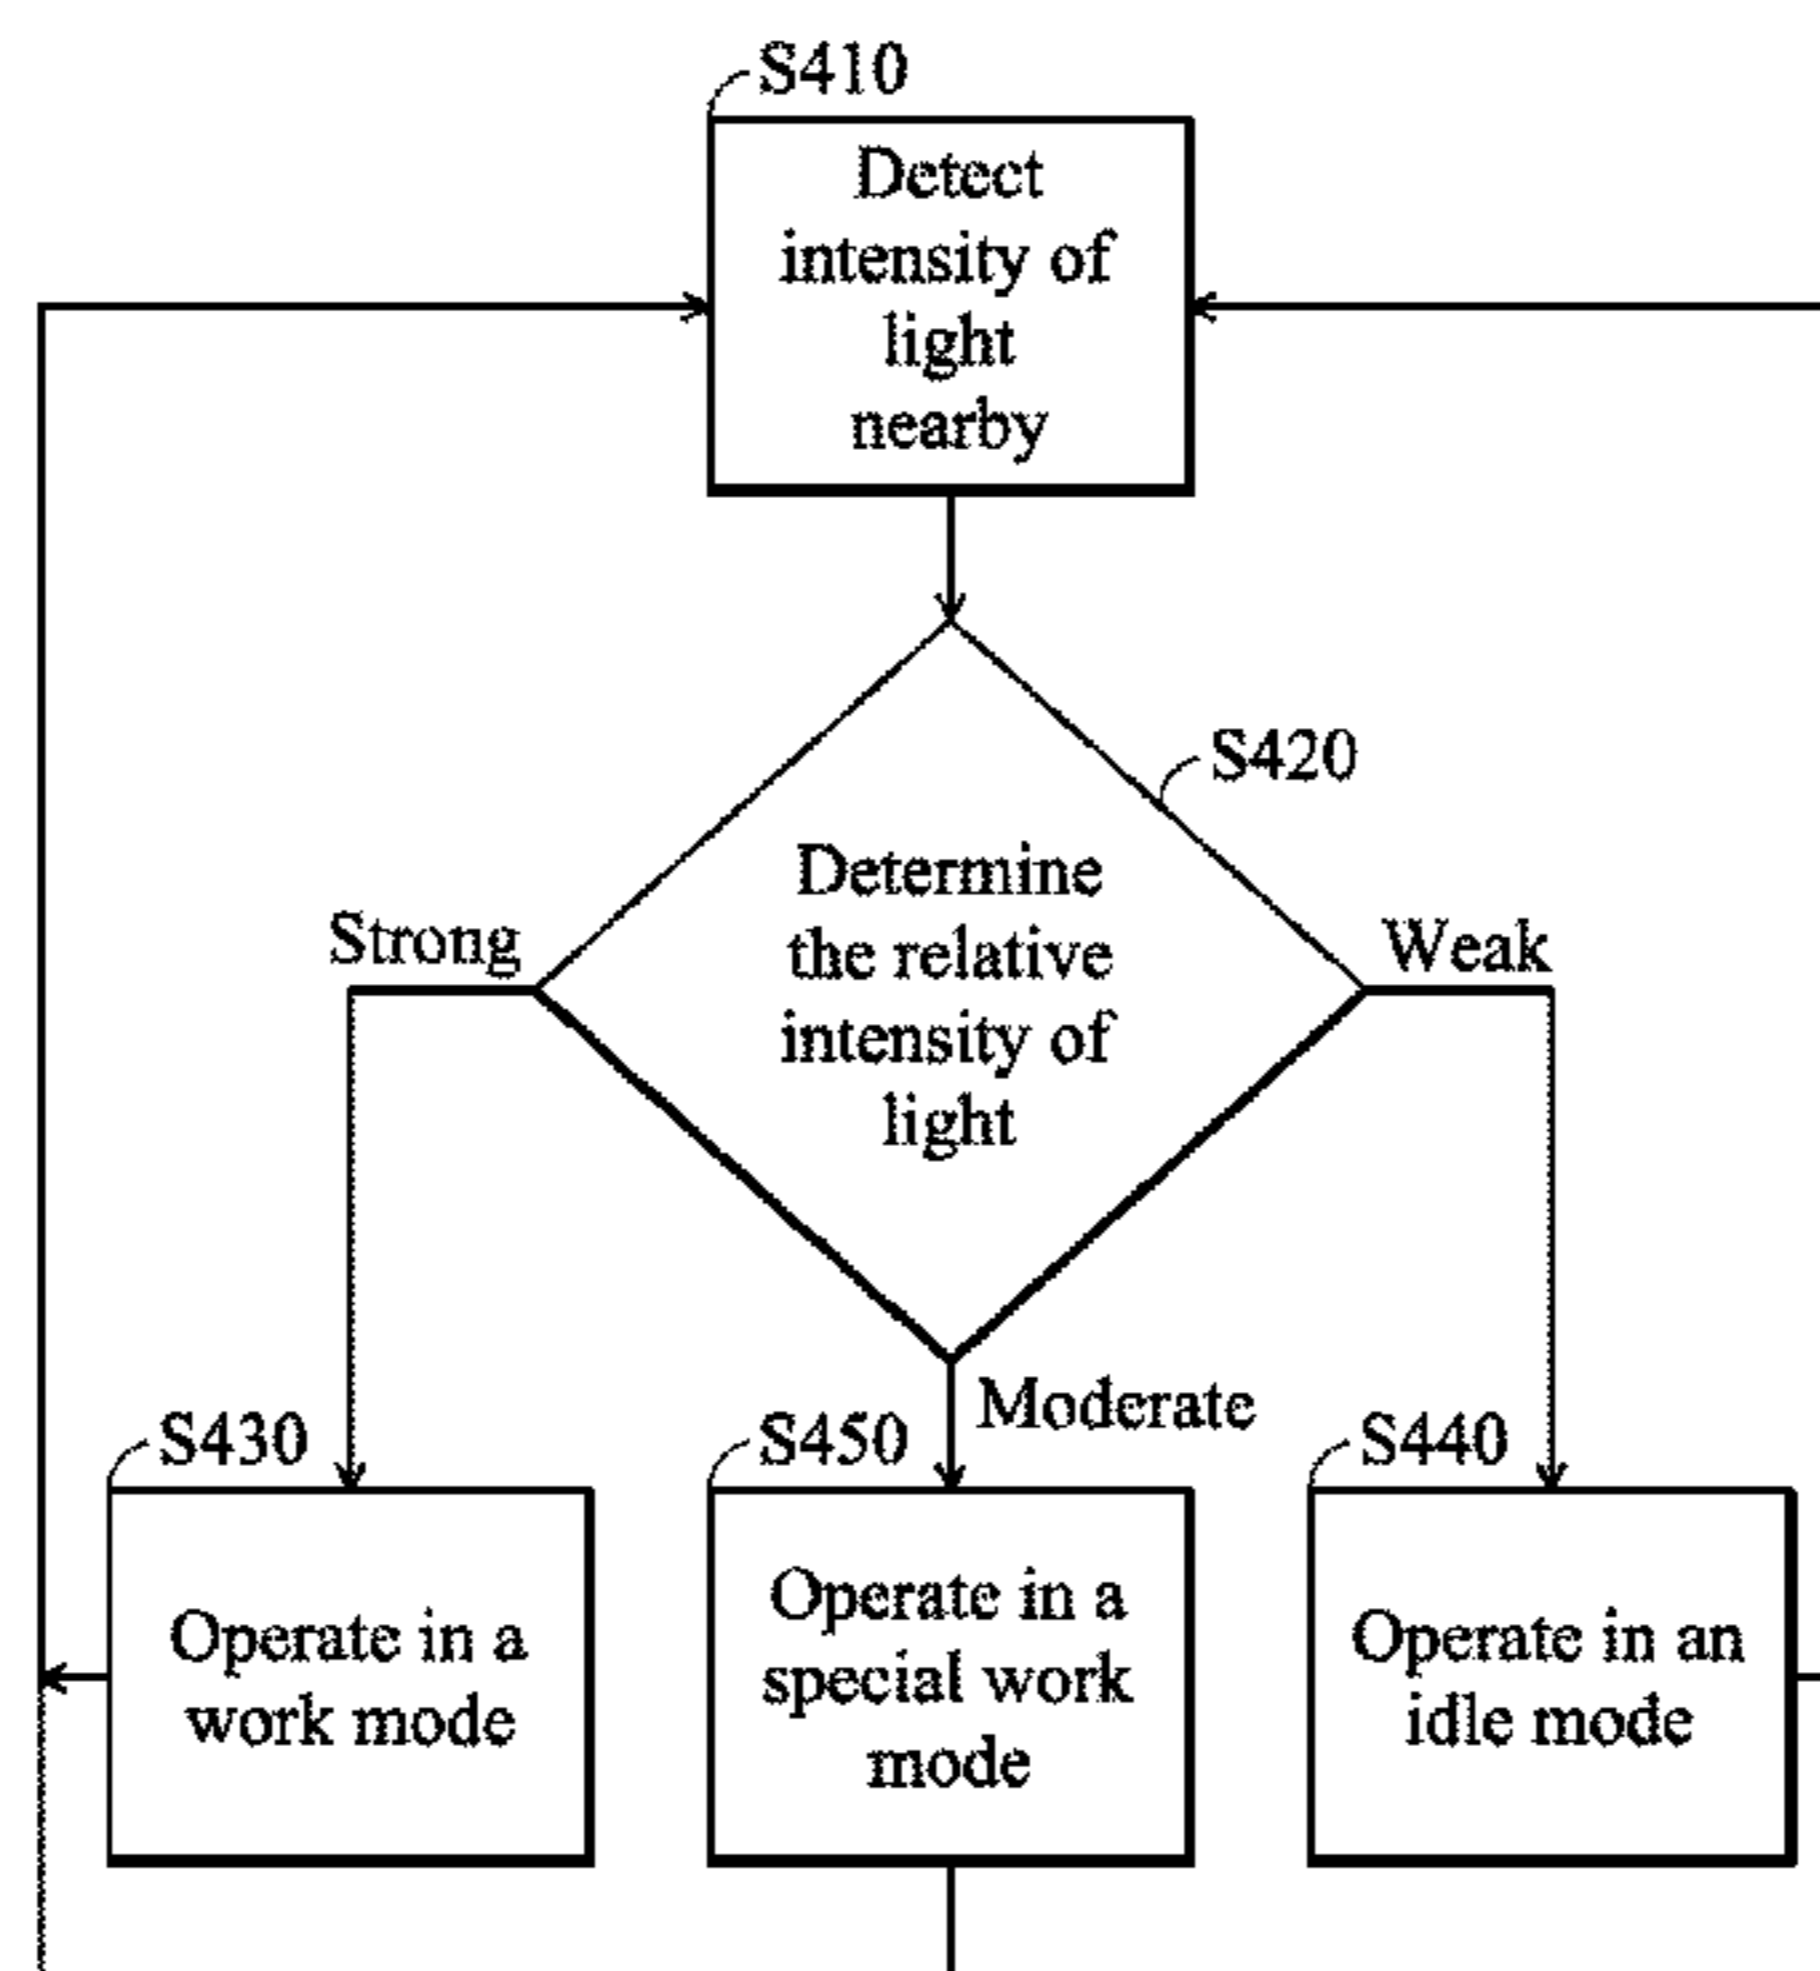 S410
Detect
intensity of
light
nearby
S420
Determine
the relative
intensity of
light
Strong
Weak
Moderate
S430
Operate in a
work mode
S450
Operate in a
special work
mode
S440
Operate in an
idle mode